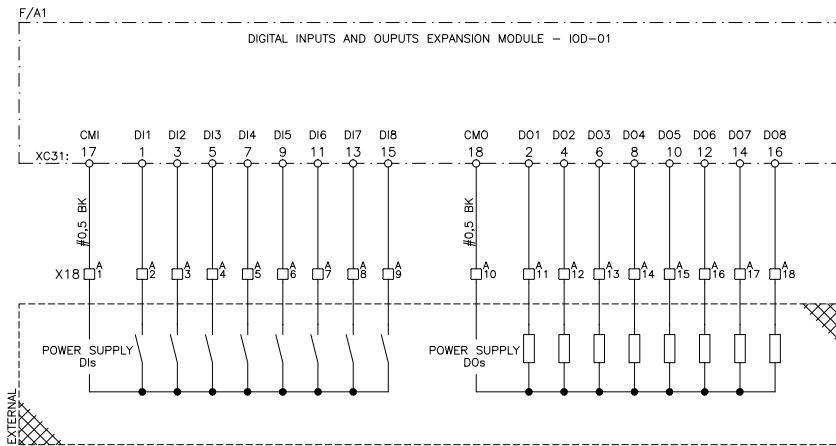 F/A1
DIGITAL INPUTS AND OUPUTS EXPANSION MODULE - IOD-01
CMI DI1 DI2 DI3 DI4 DI5 DI6 DI7 DI8 CMO DO1 DO2 DO3 DO4 DO5 DO6 DO7 DO8
XC31: 17 1 3 5 7 9 11 13 15 18 2 4 6 8 10 12 14 16
#0,5 BK #0,5 BK
A A A A A A A A A A A A A A A A A A
X18 1 2 3 4 5 6 7 8 9 10 11 12 13 14 15 16 17 18
POWER SUPPLY POWER SUPPLY
DIs DOs
EXTERNAL